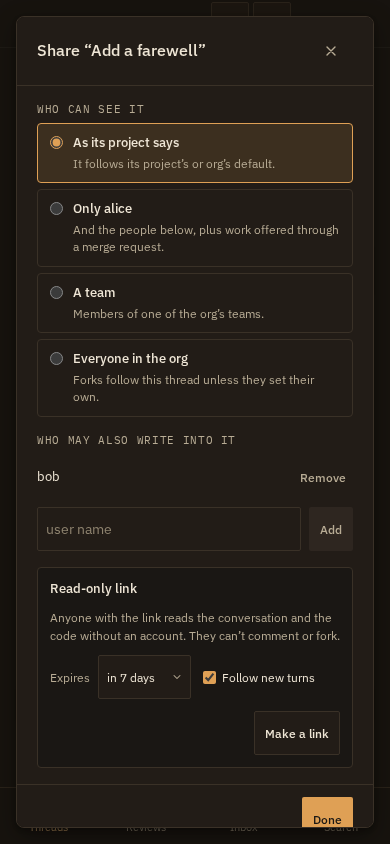 Share “Add a farewell”
WHO CAN SEE IT
As its project says
It follows its project’s or org’s default.
Only alice
And the people below, plus work offered through
a merge request.
A team
Members of one of the org’s teams.
Everyone in the org
Forks follow this thread unless they set their
own.
WHO MAY ALSO WRITE INTO IT
bob
Remove
user name
Add
Read-only link
Anyone with the link reads the conversation and the
code without an account. They can’t comment or fork.
Expires
in 7 days
Follow new turns
Make a link
Done
Threads
Reviews
Inbox
Search